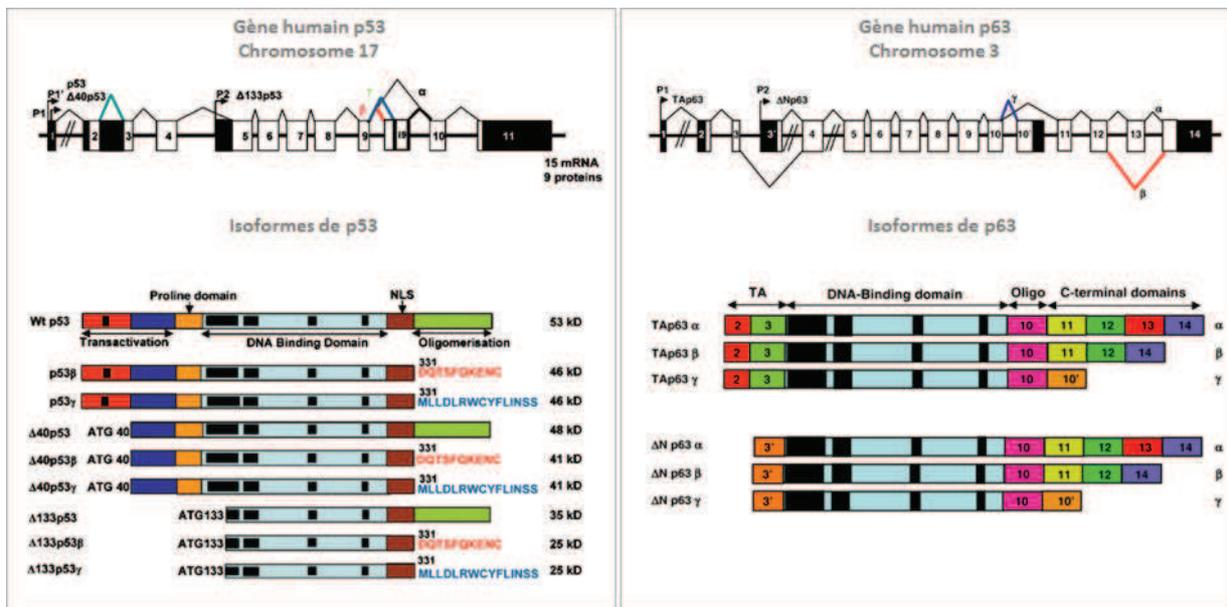 Gène humain p53
Chromosome 17
P1' p53
Δ40p53
P1
P2 Δ133p53
β
γ
α
1 2 3 4 5 6 7 8 9 i9 10 11
15 mRNA
9 proteins
Isoformes de p53
Proline domain
NLS
Wt p53 53 kD
Transactivation DNA Binding Domain Oligomerisation
331
p53β DQTSFQKENC 46 kD
331
p53γ MLLDLRWCYFLINSS 46 kD
Δ40p53 ATG 40 48 kD
331
Δ40p53β ATG 40 DQTSFQKENC 41 kD
331
Δ40p53γ ATG 40 MLLDLRWCYFLINSS 41 kD
Δ133p53 ATG133 35 kD
331
Δ133p53β ATG133 DQTSFQKENC 25 kD
331
Δ133p53γ ATG133 MLLDLRWCYFLINSS 25 kD
Gène humain p63
Chromosome 3
P1 TAp63
P2 ΔNp63
γ
α
1 2 3 3' 4 5 6 7 8 9 10 10' 11 12 13 14
β
Isoformes de p63
TA DNA-Binding domain Oligo C-terminal domains
TAp63 α 2 3 10 11 12 13 14 α
TAp63 β 2 3 10 11 12 14 β
TAp63 γ 2 3 10 10' γ
ΔN p63 α 3' 10 11 12 13 14 α
ΔN p63 β 3' 10 11 12 14 β
ΔN p63 γ 3' 10 10' γ